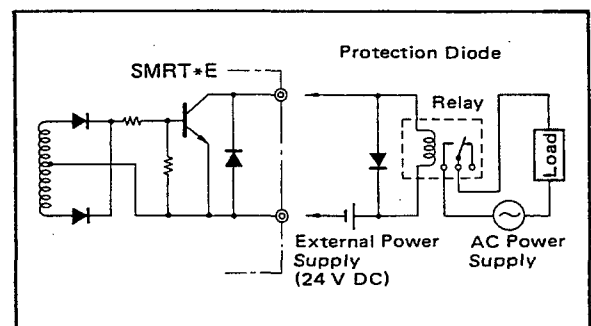 Protection Diode
SMRT*E
Relay
Load
External Power
Supply
(24 V DC)
AC Power
Supply